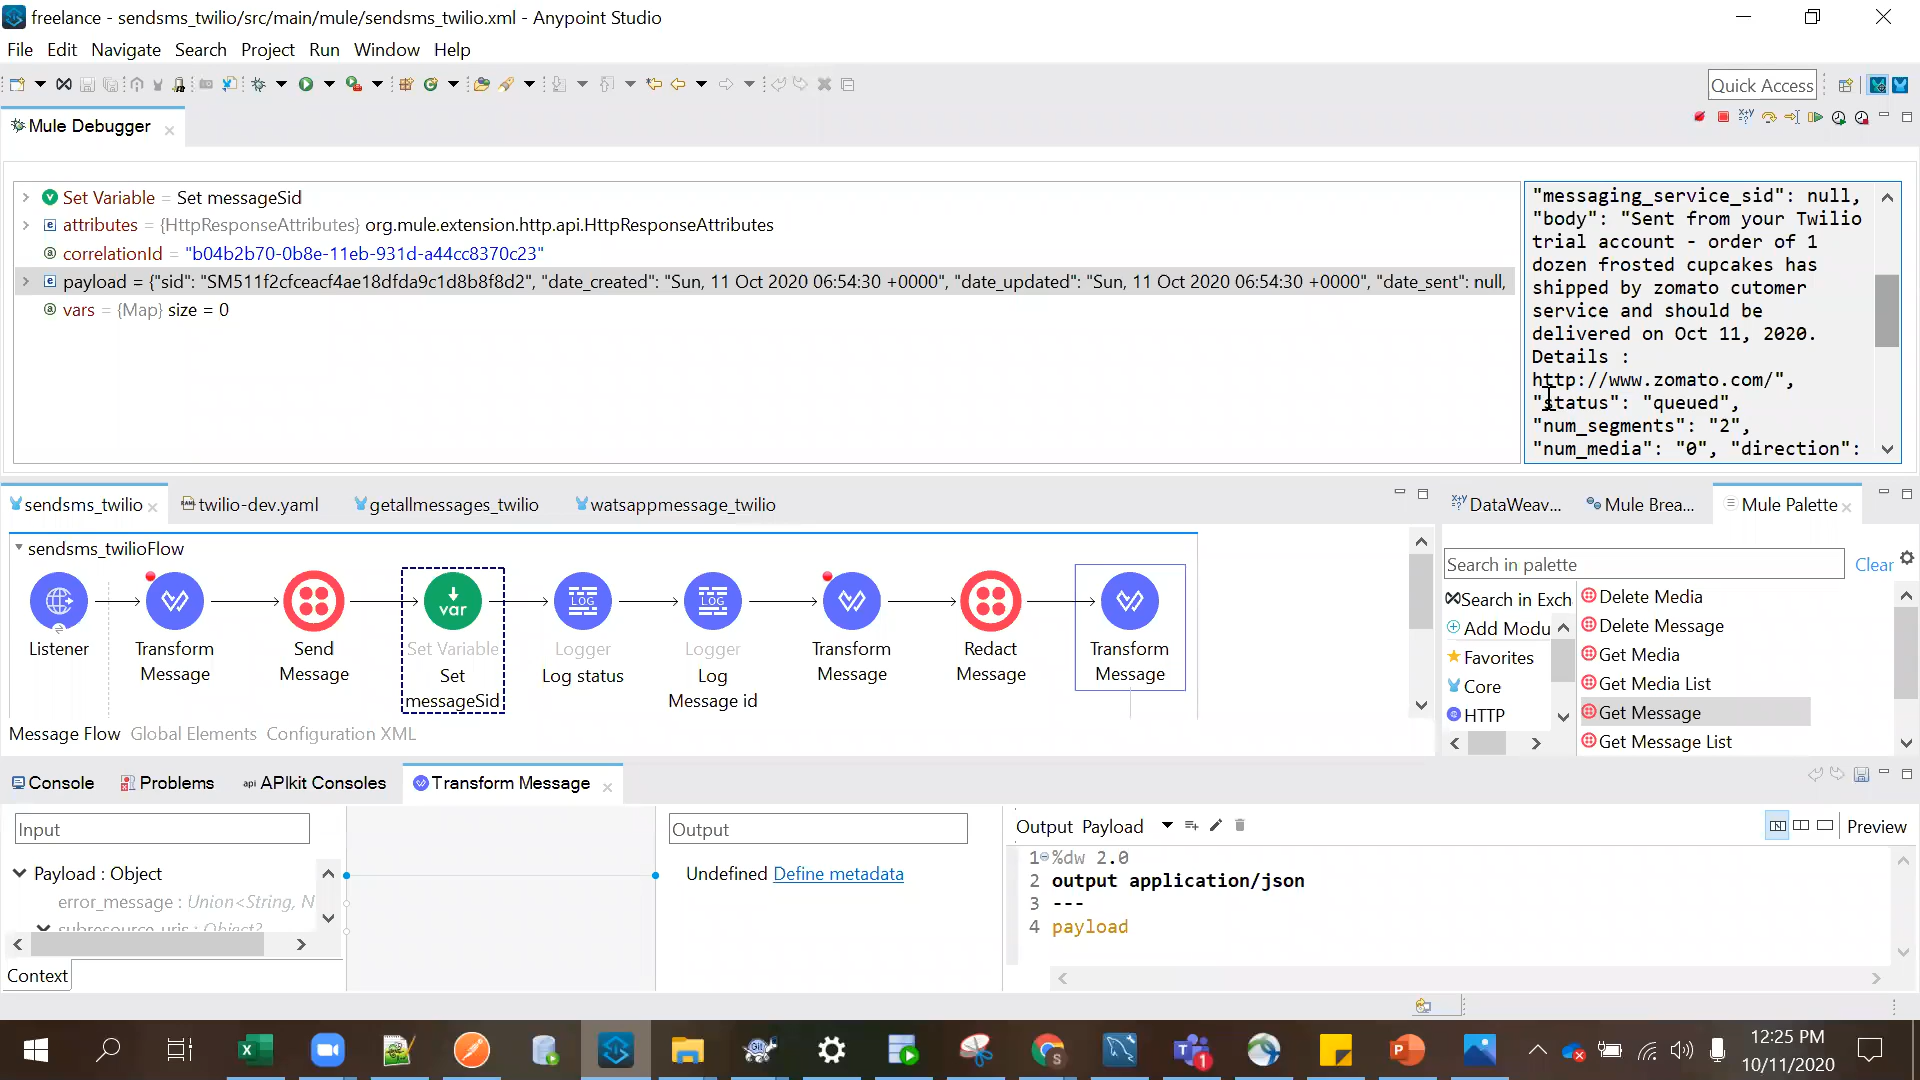 freelance - sendsms_twilio/src/main/mule/sendsms_twilio.xml - Anypoint Studio
File Edit Navigate Search Project Run Window Help
Quick Access
Mule Debugger
Set Variable = Set messageSid
attributes = {HttpResponseAttributes} org.mule.extension.http.api.HttpResponseAttributes
correlationId = "b04b2b70-0b8e-11eb-931d-a44cc8370c23"
payload = {"sid": "SM511f2cfceacf4ae18dfda9c1d8b8f8d2", "date_created": "Sun, 11 Oct 2020 06:54:30 +0000", "date_updated": "Sun, 11 Oct 2020 06:54:30 +0000", "date_sent": null,
vars = {Map} size = 0
"messaging_service_sid": null,
"body": "Sent from your Twilio
trial account - order of 1
dozen frosted cupcakes has
shipped by zomato cutomer
service and should be
delivered on Oct 11, 2020.
Details :
http://www.zomato.com/",
"status": "queued",
"num_segments": "2",
"num_media": "0", "direction":
sendsms_twilio twilio-dev.yaml getallmessages_twilio watsappmessage_twilio
sendsms_twilioFlow
Listener
Transform
Message
Send
Message
var
Set Variable
Set
messageSid
LOG
Logger
Log status
LOG
Logger
Log
Message id
Transform
Message
Redact
Message
Transform
Message
Message Flow Global Elements Configuration XML
DataWeav... Mule Brea... Mule Palette
Search in palette
Clear
Search in Exch
Add Modu
Favorites
Core
HTTP
Delete Media
Delete Message
Get Media
Get Media List
Get Message
Get Message List
Console Problems api APIkit Consoles Transform Message
Input
Payload : Object
error_message : Union<String, N
subresource_uris : Object?
Context
Output
Undefined Define metadata
Output Payload
Preview
1 %dw 2.0
2 output application/json
3 ---
4 payload
12:25 PM
10/11/2020